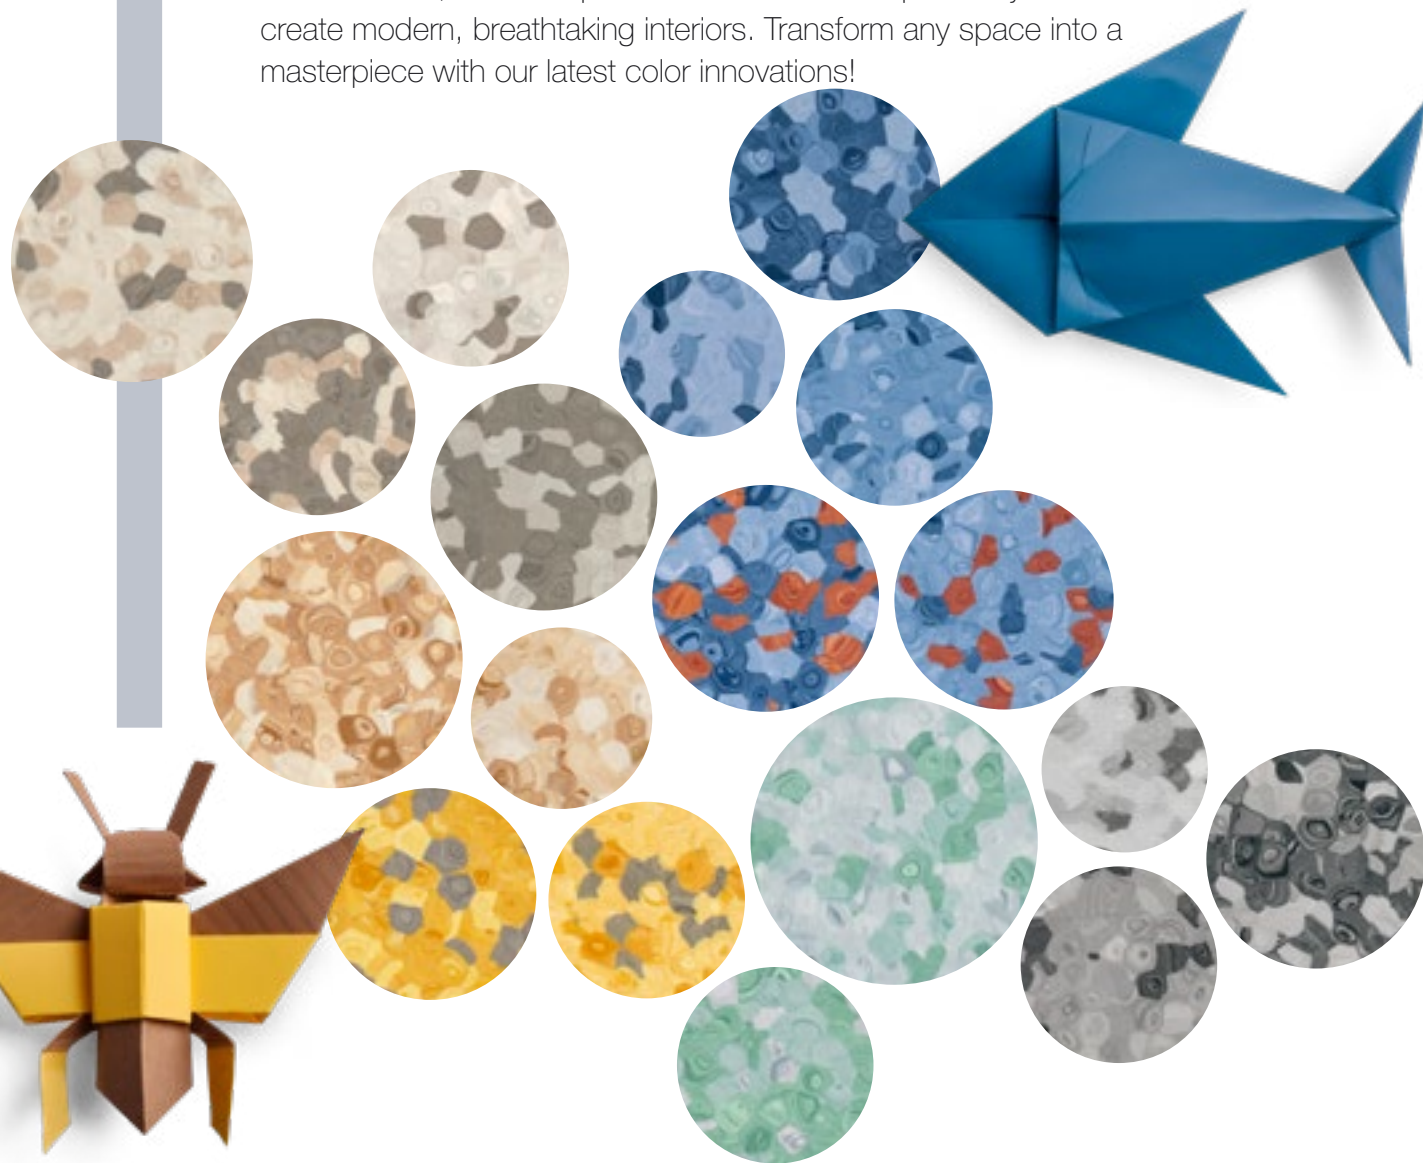 create modern, breathtaking interiors. Transform any space into a
masterpiece with our latest color innovations!